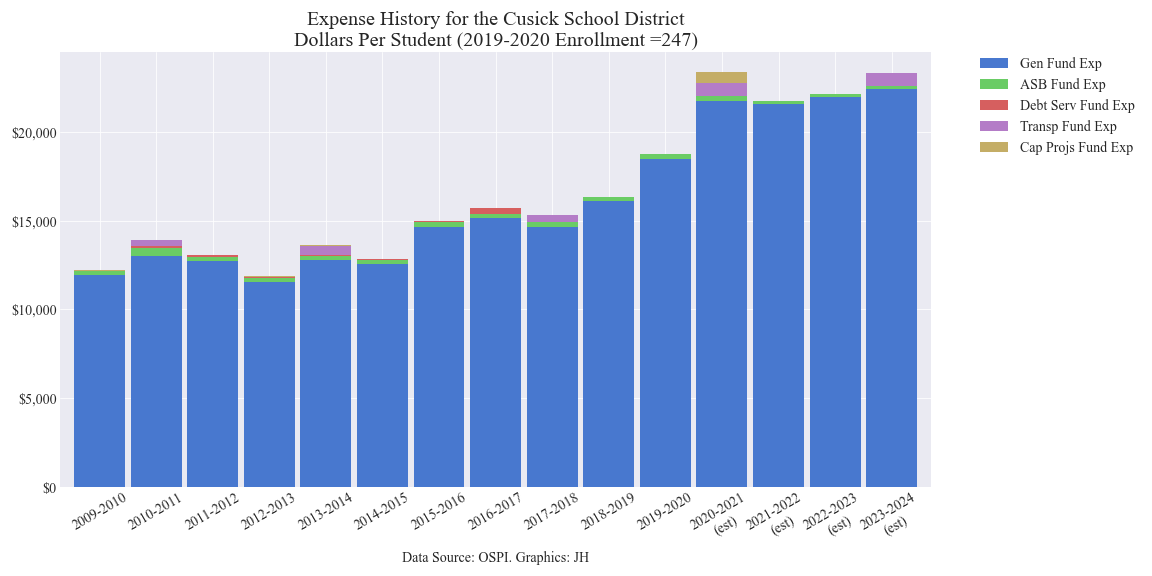 Expense History for the Cusick School District
Dollars Per Student (2019-2020 Enrollment =247)
Gen Fund Exp
ASB Fund Exp
Debt Serv Fund Exp
Transp Fund Exp
Cap Projs Fund Exp
$20,000
$15,000
$10,000
$5,000
$0
2009-2010
2010-2011
2011-2012
2012-2013
2013-2014
2014-2015
2015-2016
2016-2017
2017-2018
2018-2019
2019-2020
2020-2021
(est)
2021-2022
(est)
2022-2023
(est)
2023-2024
(est)
Data Source: OSPI. Graphics: JH